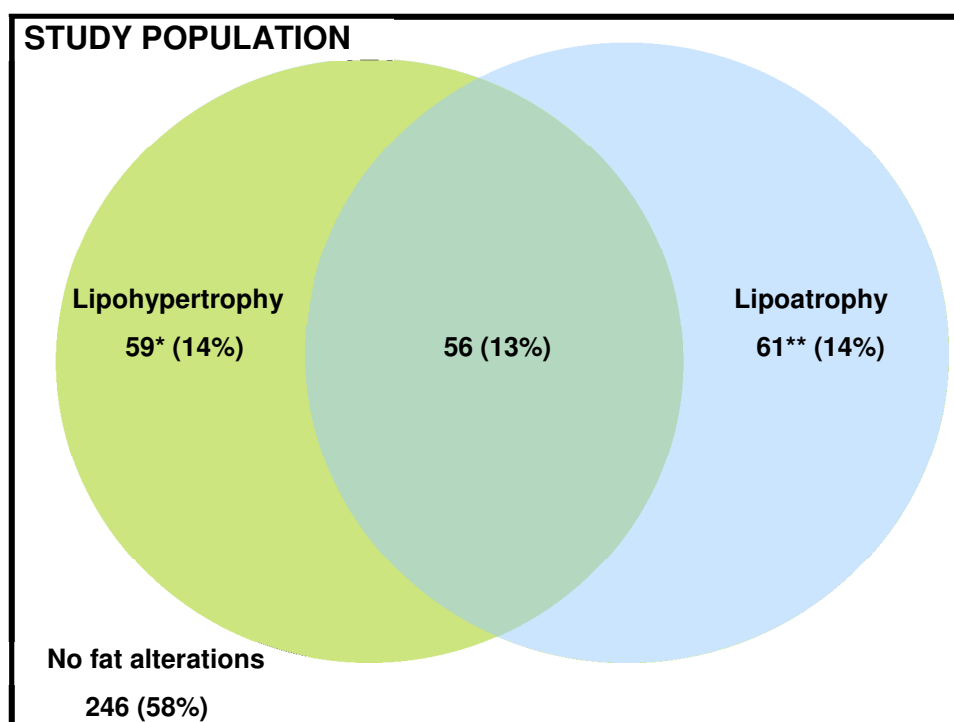 STUDY POPULATION
Lipohypertrophy
59* (14%)
56 (13%)
Lipoatrophy
61** (14%)
No fat alterations
246 (58%)